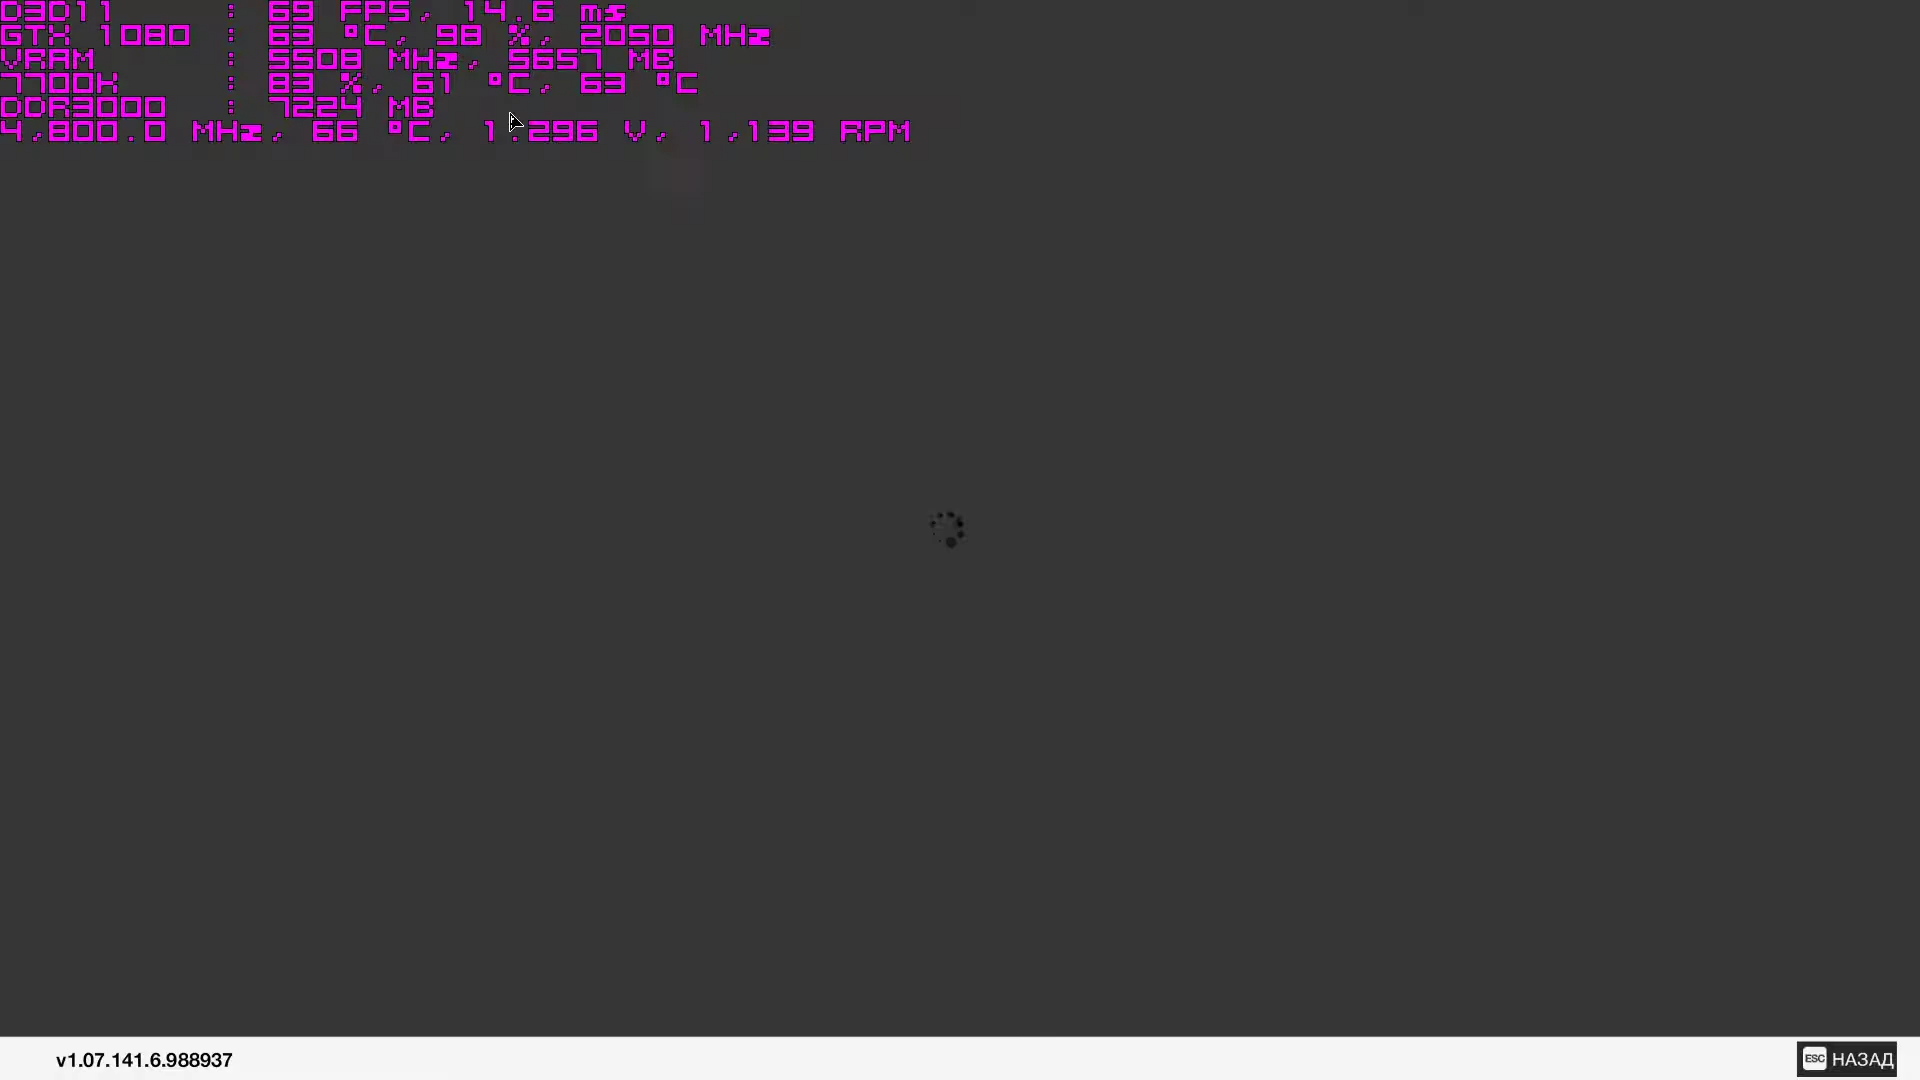 D3D11 : 69 FPS, 14.6 ms
GTX 1080 : 63 °C, 98 %, 2050 MHz
VRAM : 5508 MHz, 5657 MB
7700K : 83 %, 61 °C, 63 °C
DDR3000 : 7224 MB
4,800.0 MHz, 66 °C, 1.296 V, 1,139 RPM
v1.07.141.6.988937
ESC НАЗАД